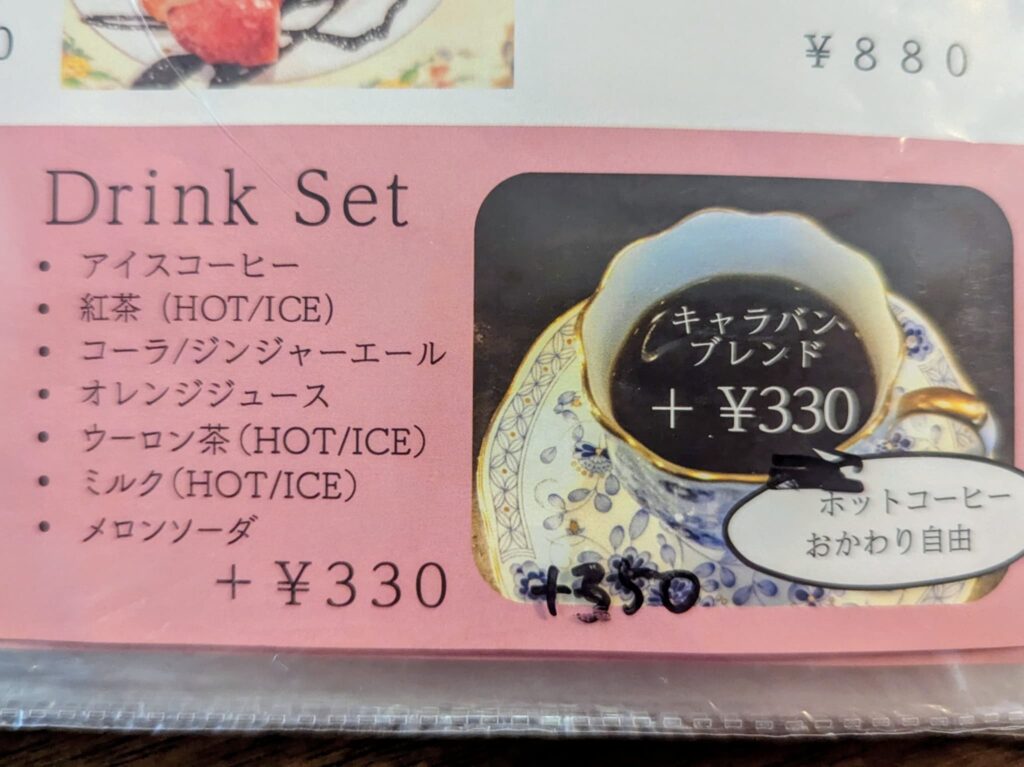 0
¥880
Drink Set
・アイスコーヒー
・紅茶 (HOT/ICE)
・コーラ/ジンジャーエール
・オレンジジュース
・ウーロン茶(HOT/ICE)
・ミルク(HOT/ICE)
・メロンソーダ
+¥330
キャラバン
ブレンド
+ ¥330
ホットコーヒー
おかわり自由
+350